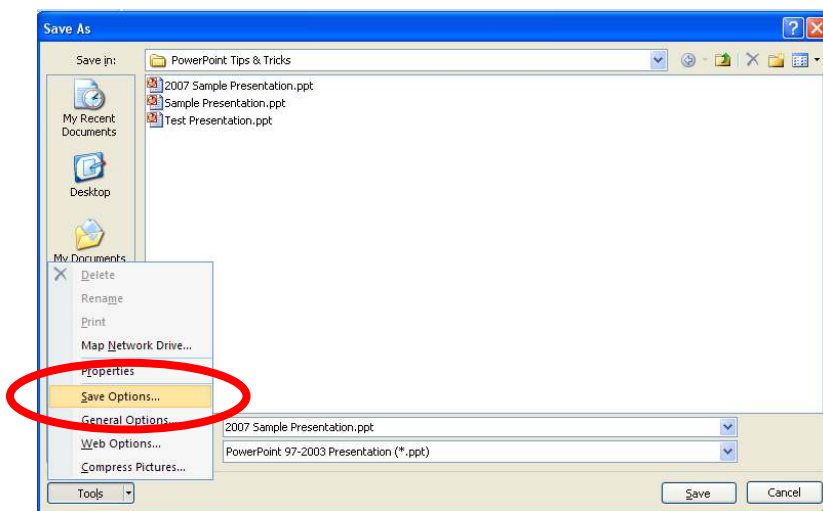 Save As
Save in:
PowerPoint Tips & Tricks
2007 Sample Presentation.ppt
Sample Presentation.ppt
Test Presentation.ppt
My Recent
Documents
Desktop
My Documents
Delete
Rename
Print
Map Network Drive...
Properties
Save Options...
General Options...
Web Options...
Compress Pictures...
2007 Sample Presentation.ppt
PowerPoint 97-2003 Presentation (*.ppt)
Tools
Save
Cancel